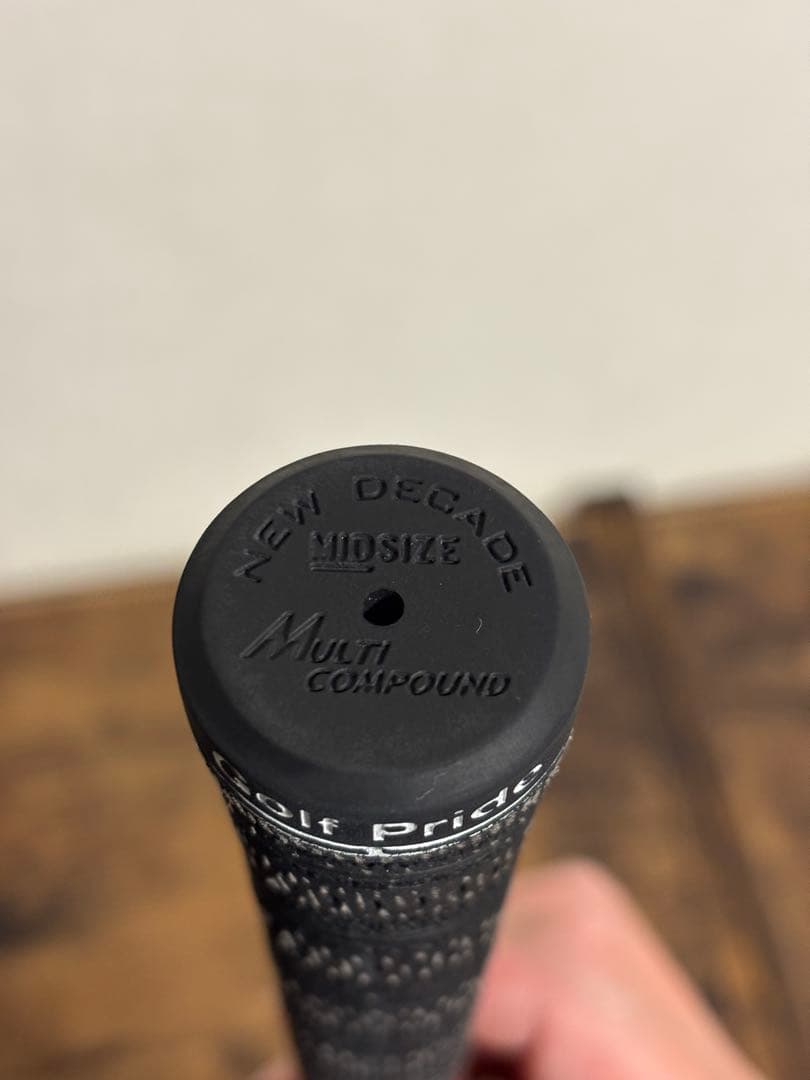 NEW DECADE
MIDSIZE
MULTI
COMPOUND
Golf Pride